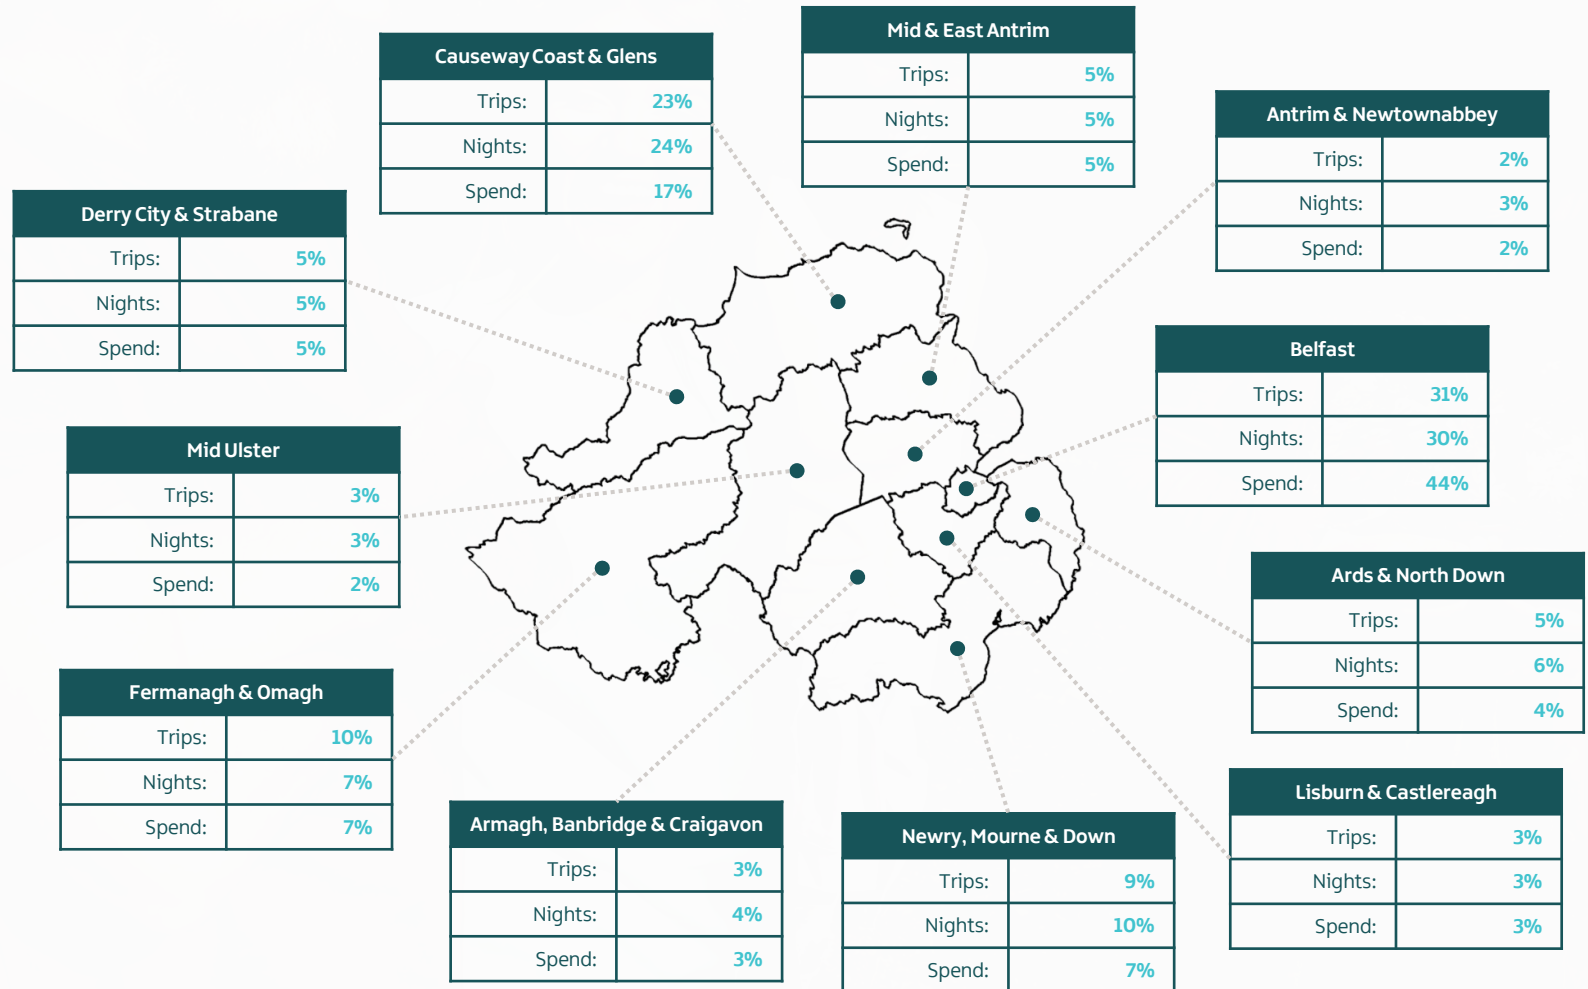 Mid & East Antrim
Trips: 5%
Nights: 5%
Spend: 5%
Causeway Coast & Glens
Trips: 23%
Nights: 24%
Spend: 17%
Antrim & Newtownabbey
Trips: 2%
Nights: 3%
Spend: 2%
Derry City & Strabane
Trips: 5%
Nights: 5%
Spend: 5%
Belfast
Trips: 31%
Nights: 30%
Spend: 44%
Mid Ulster
Trips: 3%
Nights: 3%
Spend: 2%
Ards & North Down
Trips: 5%
Nights: 6%
Spend: 4%
Fermanagh & Omagh
Trips: 10%
Nights: 7%
Spend: 7%
Lisburn & Castlereagh
Trips: 3%
Nights: 3%
Spend: 3%
Armagh, Banbridge & Craigavon
Trips: 3%
Nights: 4%
Spend: 3%
Newry, Mourne & Down
Trips: 9%
Nights: 10%
Spend: 7%